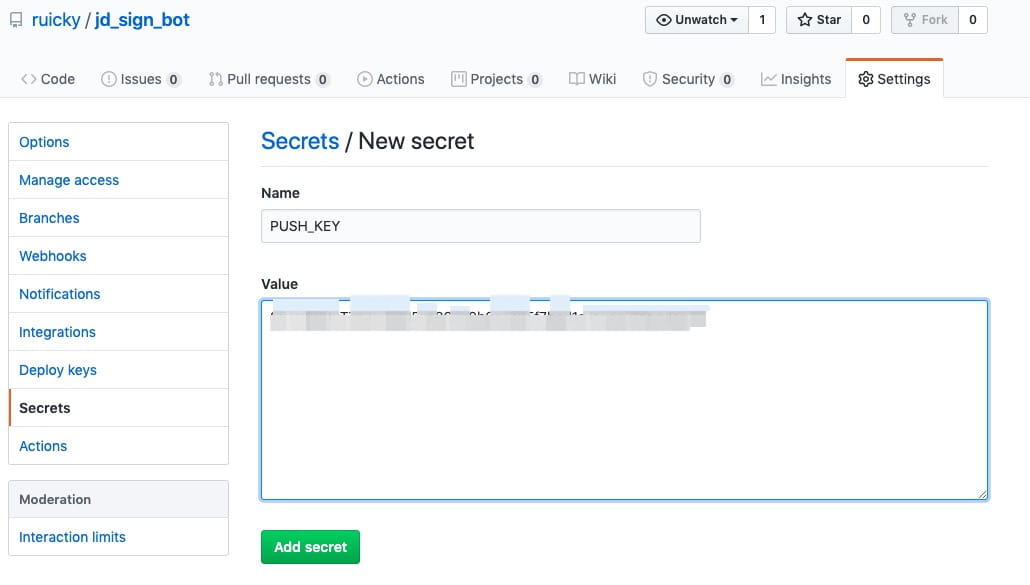 ruicky / jd_sign_bot
Unwatch 1 Star 0 Fork 0
Code Issues 0 Pull requests 0 Actions Projects 0 Wiki Security 0 Insights Settings
Options
Manage access
Branches
Webhooks
Notifications
Integrations
Deploy keys
Secrets
Actions
Moderation
Interaction limits
Secrets / New secret
Name
PUSH_KEY
Value
Add secret